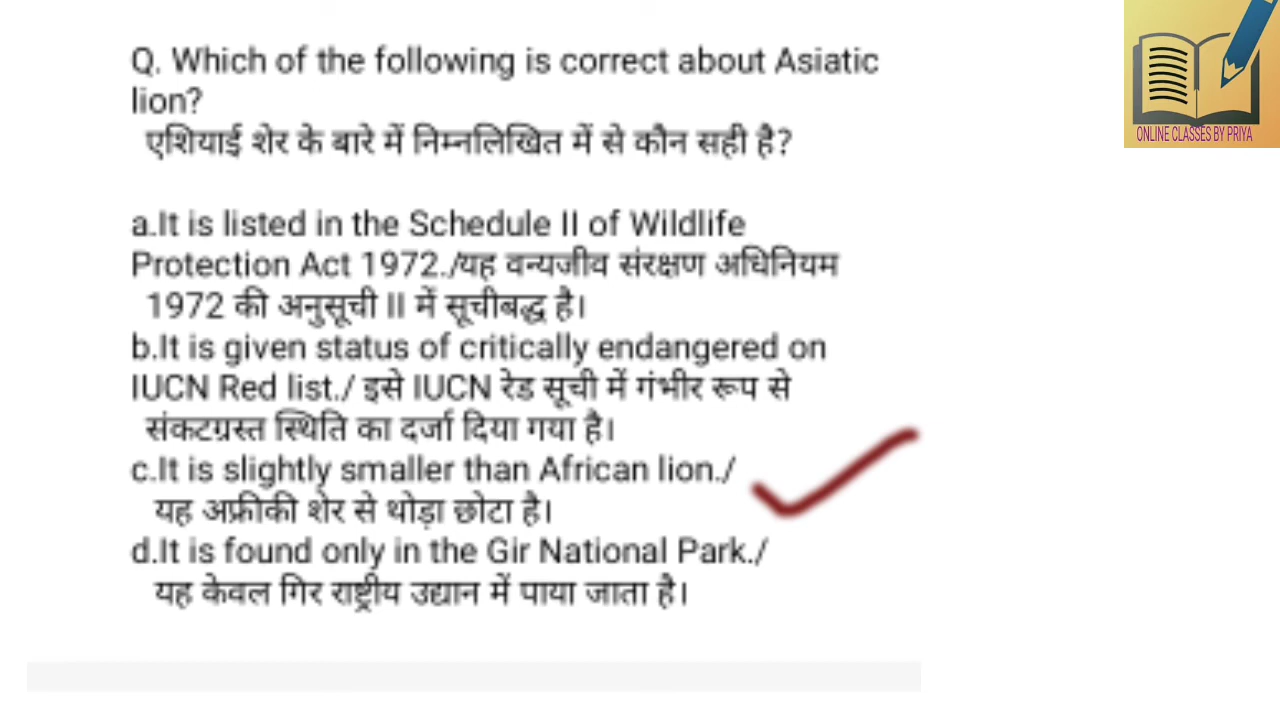 Q. Which of the following is correct about Asiatic
lion?
एशियाई शेर के बारे में निम्नलिखित में से कौन सही है?
a.It is listed in the Schedule II of Wildlife
Protection Act 1972./यह वन्यजीव संरक्षण अधिनियम
1972 की अनुसूची II में सूचीबद्ध है।
b.It is given status of critically endangered on
IUCN Red list./ इसे IUCN रेड सूची में गंभीर रूप से
संकटग्रस्त स्थिति का दर्जा दिया गया है।
c.It is slightly smaller than African lion./
यह अफ्रीकी शेर से थोड़ा छोटा है।
d.It is found only in the Gir National Park./
यह केवल गिर राष्ट्रीय उद्यान में पाया जाता है।
ONLINE CLASSES BY PRIYA